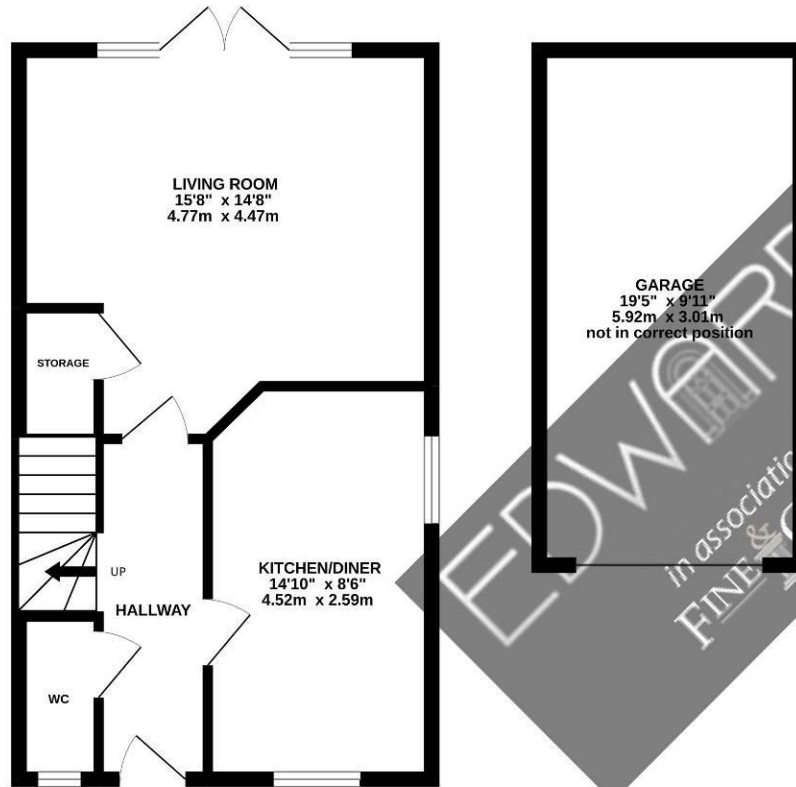 LIVING ROOM
15'8" x 14'8"
4.77m x 4.47m
STORAGE
UP
HALLWAY
WC
KITCHEN/DINER
14'10" x 8'6"
4.52m x 2.59m
GARAGE
19'5" x 9'11"
5.92m x 3.01m
not in correct position
in association
FINE &